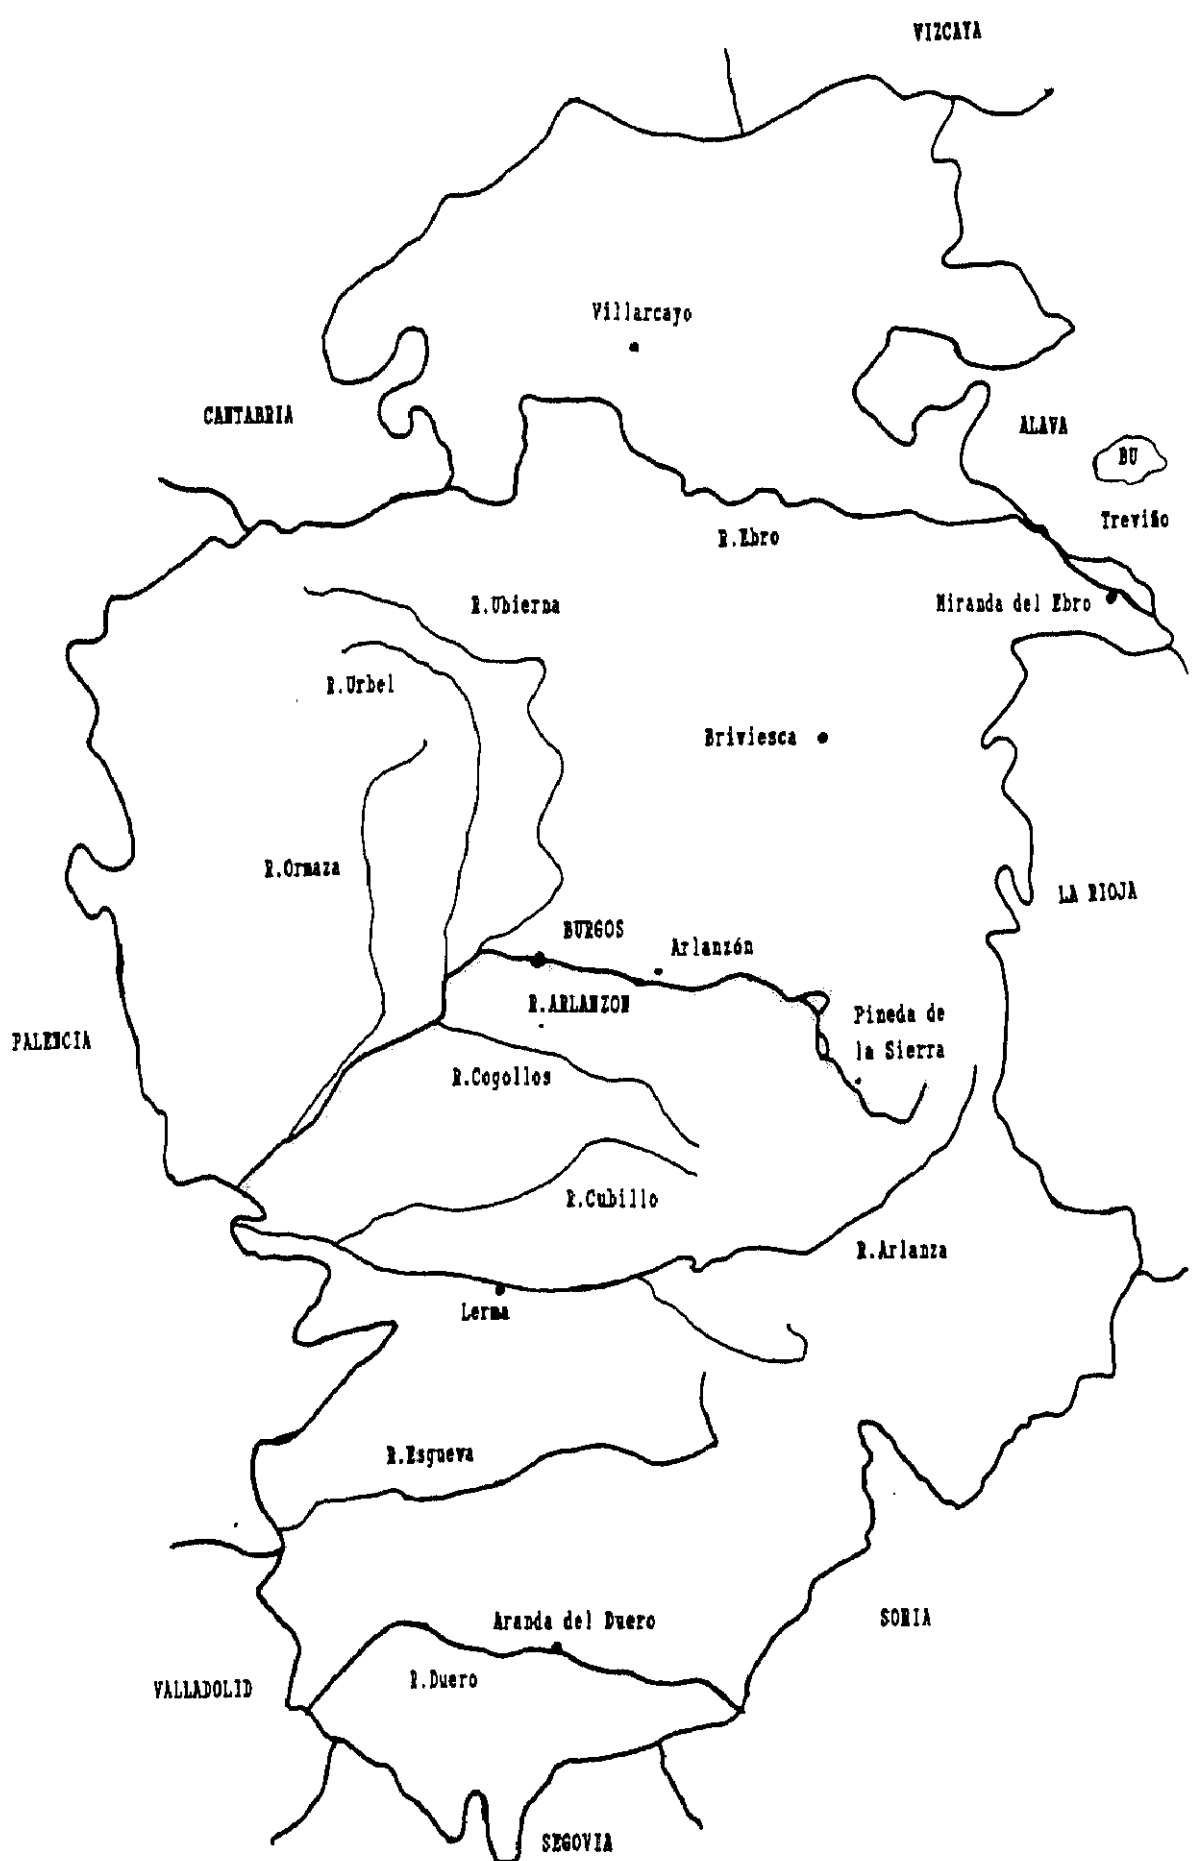 VIZCAYA
Villarcayo
CANTABRIA
ALAVA
BU
Treviño
R.Ebro
R.Ubierna
Miranda del Ebro
R.Urbel
Briviesca
R.Ormaza
LA RIOJA
BURGOS
Arlanzón
R.ARLANZON
Pineda de
la Sierra
PALENCIA
R.Cogollos
R.Cubillo
R.Arlanza
Lerma
R.Esgueva
Aranda del Duero
SORIA
R.Duero
VALLADOLID
SEGOVIA